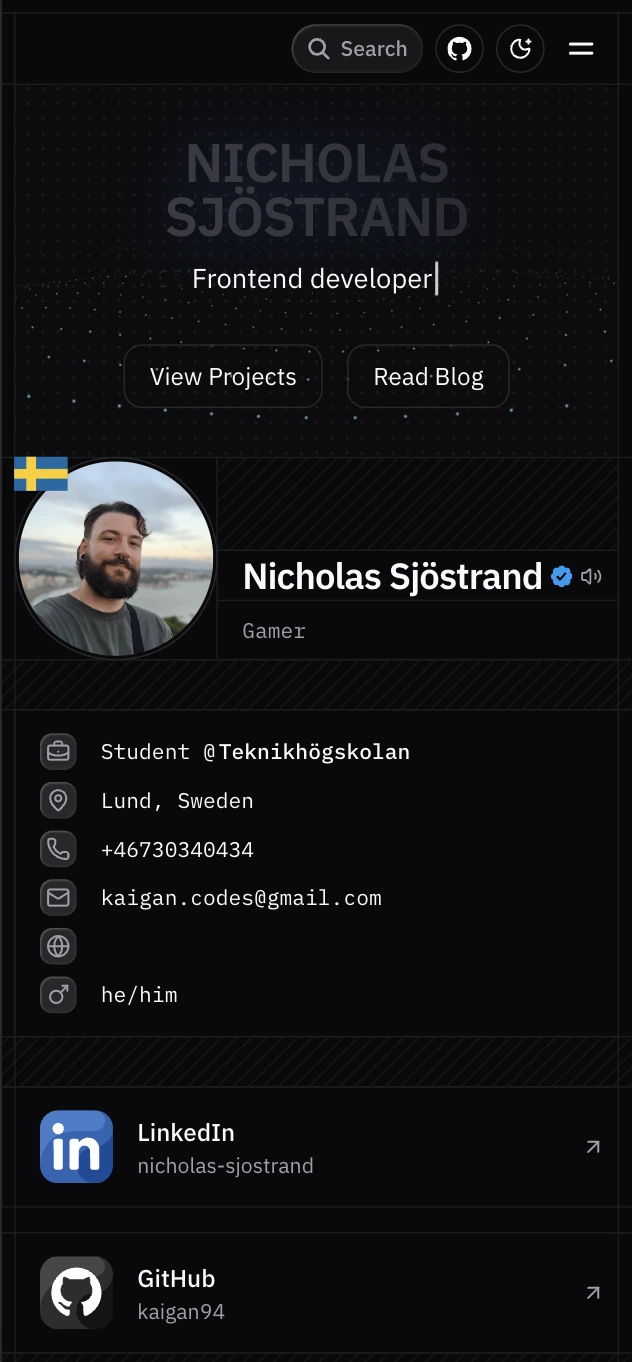 Search
NICHOLAS
SJÖSTRAND
Frontend developer
View Projects
Read Blog
Nicholas Sjöstrand
Gamer
Student @Teknikhögskolan
Lund, Sweden
+46730340434
kaigan.codes@gmail.com
he/him
in
LinkedIn
nicholas-sjostrand
GitHub
kaigan94